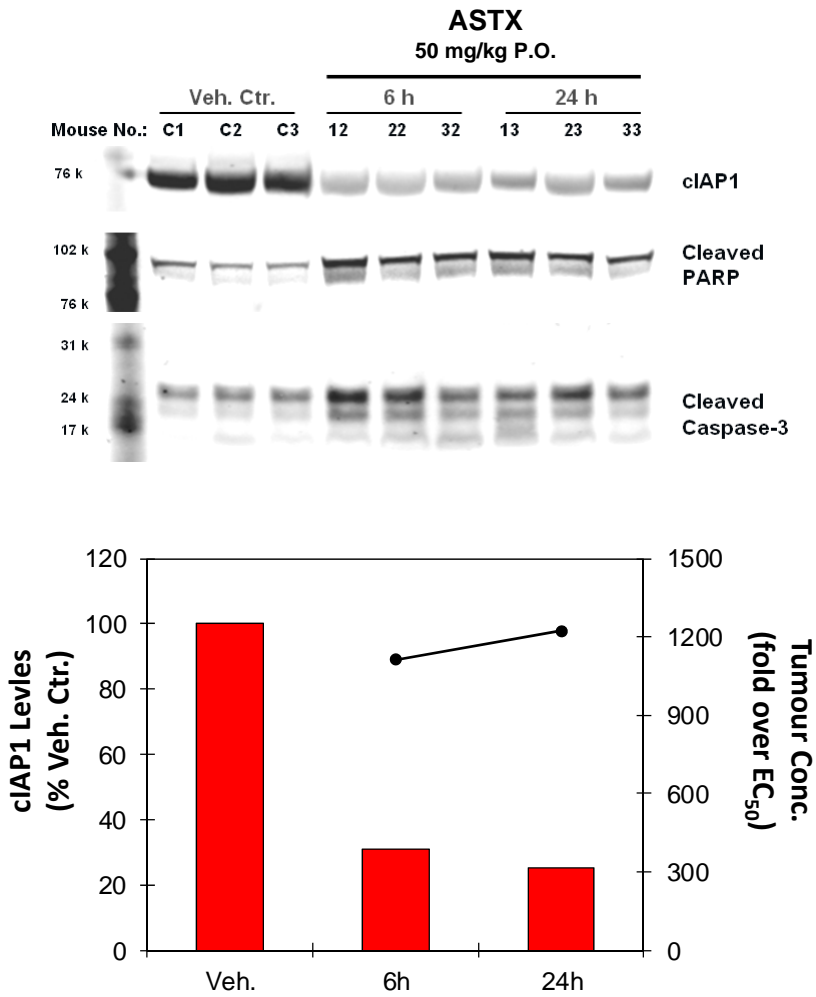 ASTX
50 mg/kg P.O.
Veh. Ctr. 6 h 24 h
Mouse No.: C1 C2 C3 12 22 32 13 23 33
76 k cIAP1
102 k Cleaved
PARP
76 k
31 k
24 k Cleaved
17 k Caspase-3
120 1500
100 1200
80 900
60 600
40 300
20
0 0
cIAP1 Levles
(% Veh. Ctr.)
Tumour Conc.
(fold over EC50)
Veh. 6h 24h